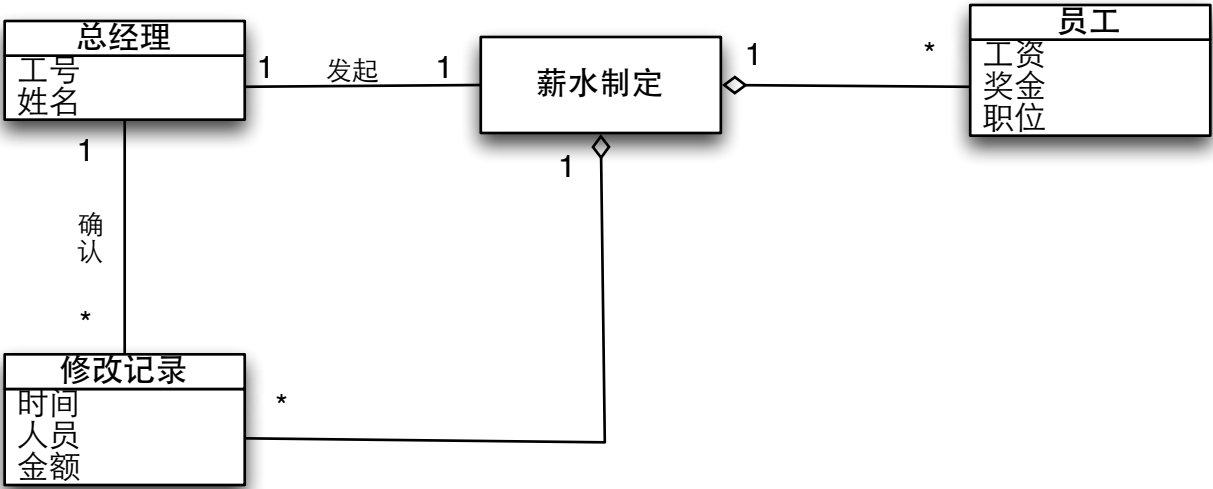 总经理
工号
姓名
1
发起
1
薪水制定
1
*
员工
工资
奖金
职位
1
确
认
*
1
修改记录
时间
人员
金额
*